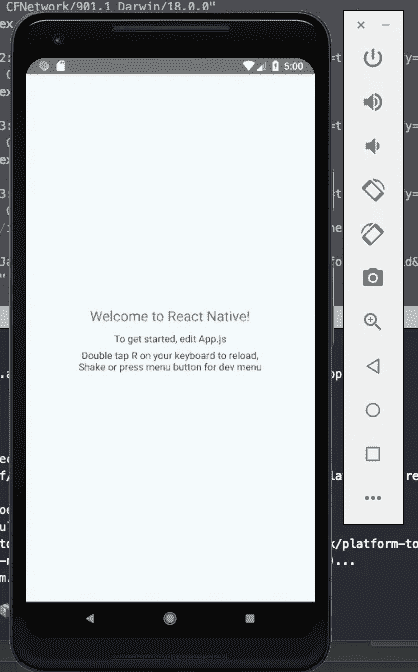 CFNetwork/901.1 Darwin/18.0.0"
5:00
Welcome to React Native!
To get started, edit App.js
Double tap R on your keyboard to reload,
Shake or press menu button for dev menu
k/platform-to
)...